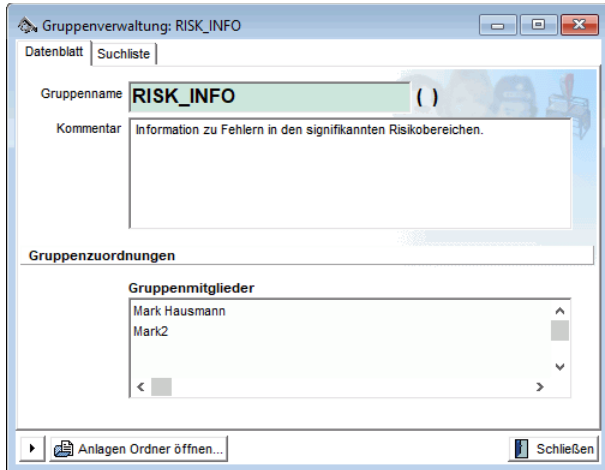 Gruppenverwaltung: RISK_INFO
Datenblatt Suchliste
Gruppenname RISK_INFO ( )
Kommentar Information zu Fehlern in den signifikannten Risikobereichen.
Gruppenzuordnungen
Gruppenmitglieder
Mark Hausmann
Mark2
Anlagen Ordner öffnen... Schließen